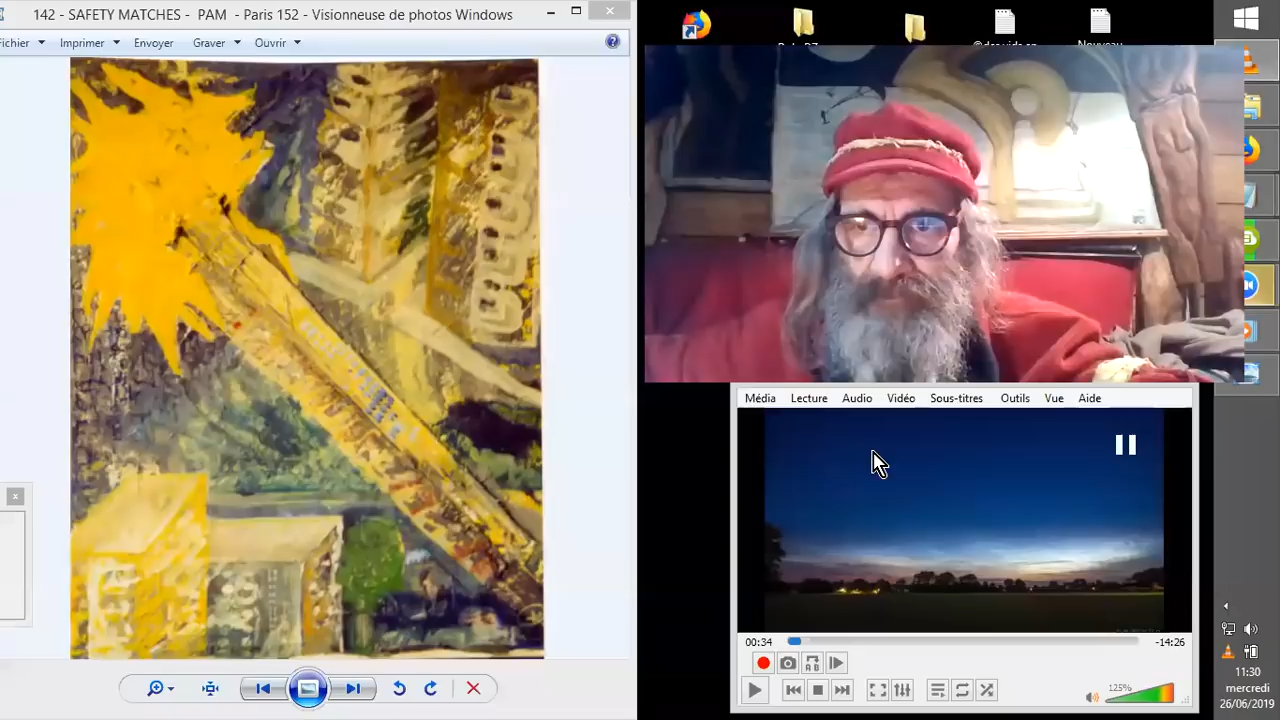 142 - SAFETY MATCHES - PAM - Paris 152 - Visionneuse de photos Windows
Fichier Imprimer Envoyer Graver Ouvrir
Média Lecture Audio Vidéo Sous-titres Outils Vue Aide
00:34
-14:26
125%
11:30
mercredi
26/06/2019